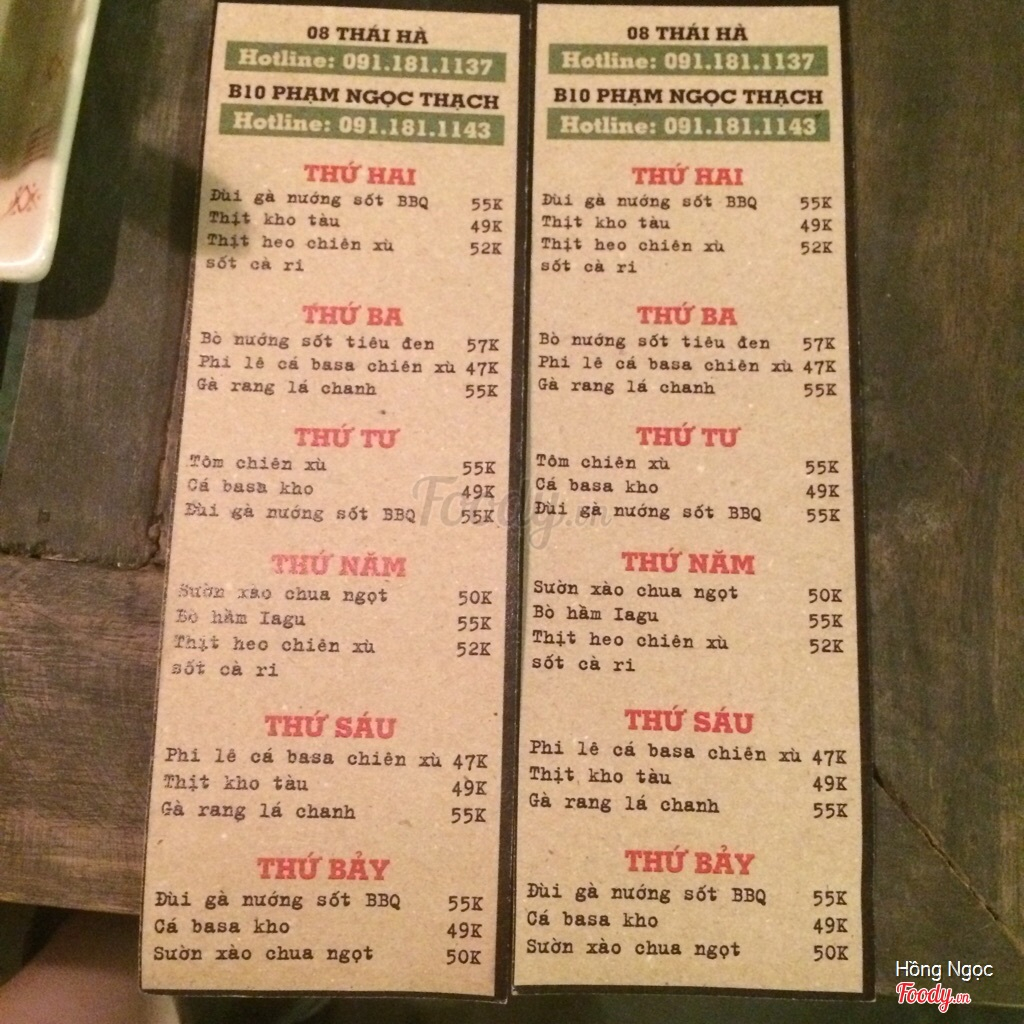 08 THÁI HÀ
Hotline: 091.181.1137
B10 PHẠM NGỌC THẠCH
Hotline: 091.181.1143
THỨ HAI
Đùi gà nướng sốt BBQ 55K
Thịt kho tàu 49K
Thịt heo chiên xù 52K
sốt cà ri
THỨ BA
Bò nướng sốt tiêu đen 57K
Phi lê cá basa chiên xù 47K
Gà rang lá chanh 55K
THỨ TƯ
Tôm chiên xù 55K
Cá basa kho 49K
Đùi gà nướng sốt BBQ 55K
THỨ NĂM
Sườn xào chua ngọt 50K
Bò hầm Iagu 55K
Thịt heo chiên xù 52K
sốt cà ri
THỨ SÁU
Phi lê cá basa chiên xù 47K
Thịt kho tàu 49K
Gà rang lá chanh 55K
THỨ BẢY
Đùi gà nướng sốt BBQ 55K
Cá basa kho 49K
Sườn xào chua ngọt 50K
08 THÁI HÀ
Hotline: 091.181.1137
B10 PHẠM NGỌC THẠCH
Hotline: 091.181.1143
THỨ HAI
Đùi gà nướng sốt BBQ 55K
Thịt kho tàu 49K
Thịt heo chiên xù 52K
sốt cà ri
THỨ BA
Bò nướng sốt tiêu đen 57K
Phi lê cá basa chiên xù 47K
Gà rang lá chanh 55K
THỨ TƯ
Tôm chiên xù 55K
Cá basa kho 49K
Đùi gà nướng sốt BBQ 55K
THỨ NĂM
Sườn xào chua ngọt 50K
Bò hầm Iagu 55K
Thịt heo chiên xù 52K
sốt cà ri
THỨ SÁU
Phi lê cá basa chiên xù 47K
Thịt kho tàu 49K
Gà rang lá chanh 55K
THỨ BẢY
Đùi gà nướng sốt BBQ 55K
Cá basa kho 49K
Sườn xào chua ngọt 50K
Foody.vn
Hồng Ngọc
Foody.vn